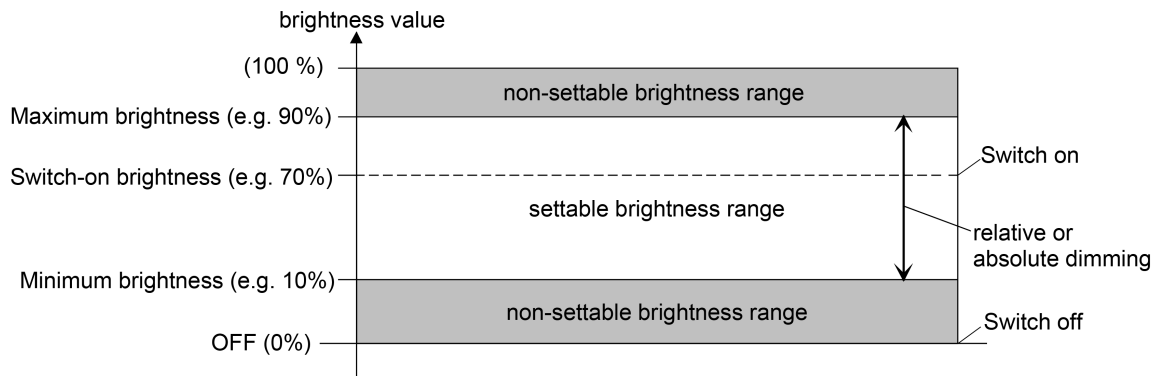 brightness value
(100 %)
non-settable brightness range
Maximum brightness (e.g. 90%)
Switch on
Switch-on brightness (e.g. 70%)
settable brightness range
relative or
absolute dimming
Minimum brightness (e.g. 10%)
non-settable brightness range
Switch off
OFF (0%)